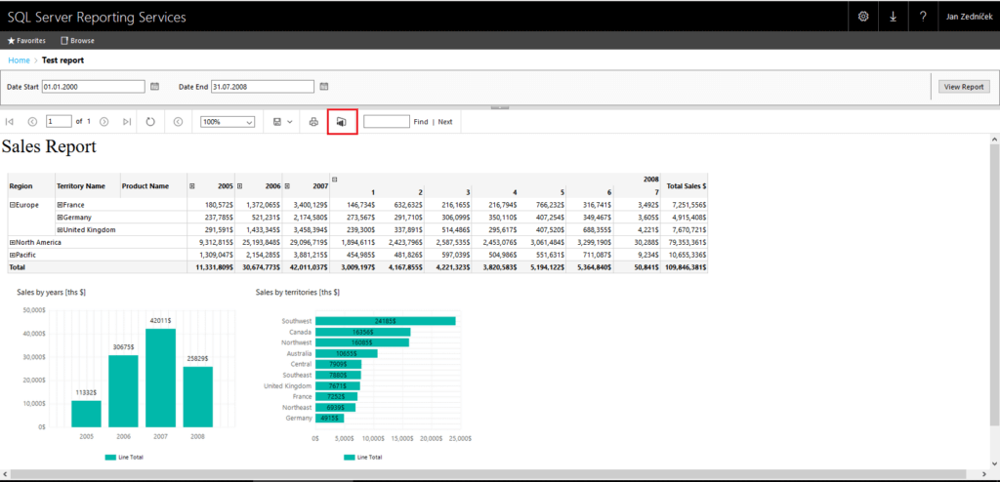 SQL Server Reporting Services
? Jan Zedníček
Favorites Browse
Home > Test report
Date Start 01.01.2000 Date End 31.07.2008 View Report
1 of 1 100% Find | Next
Sales Report
2008
Region Territory Name Product Name 2005 2006 2007 1 2 3 4 5 6 7 Total Sales $
Europe France 180,572$ 1,372,065$ 3,400,129$ 146,734$ 632,632$ 216,165$ 216,794$ 766,232$ 316,741$ 3,492$ 7,251,556$
Germany 237,785$ 521,231$ 2,174,580$ 273,567$ 291,710$ 306,099$ 350,110$ 407,254$ 349,467$ 3,605$ 4,915,408$
United Kingdom 291,591$ 1,433,345$ 3,458,394$ 239,300$ 337,891$ 514,486$ 295,617$ 407,520$ 688,355$ 4,221$ 7,670,721$
North America 9,312,815$ 25,193,848$ 29,096,719$ 1,894,611$ 2,423,796$ 2,587,535$ 2,453,076$ 3,061,484$ 3,299,190$ 30,288$ 79,353,361$
Pacific 1,309,047$ 2,154,285$ 3,881,215$ 454,985$ 481,826$ 597,039$ 504,986$ 551,631$ 711,087$ 9,234$ 10,655,336$
Total 11,331,809$ 30,674,773$ 42,011,037$ 3,009,197$ 4,167,855$ 4,221,323$ 3,820,583$ 5,194,122$ 5,364,840$ 50,841$ 109,846,381$
Sales by years [ths $]
50,000$
40,000$
30,000$
20,000$
10,000$
0$
11332$ 30675$ 42011$ 25829$
2005 2006 2007 2008
Line Total
Sales by territories [ths $]
Southwest 24185$
Canada 16356$
Northwest 16085$
Australia 10655$
Central 7909$
Southeast 7880$
United Kingdom 7671$
France 7252$
Northeast 6939$
Germany 4915$
0$ 5,000$ 10,000$ 15,000$ 20,000$ 25,000$
Line Total